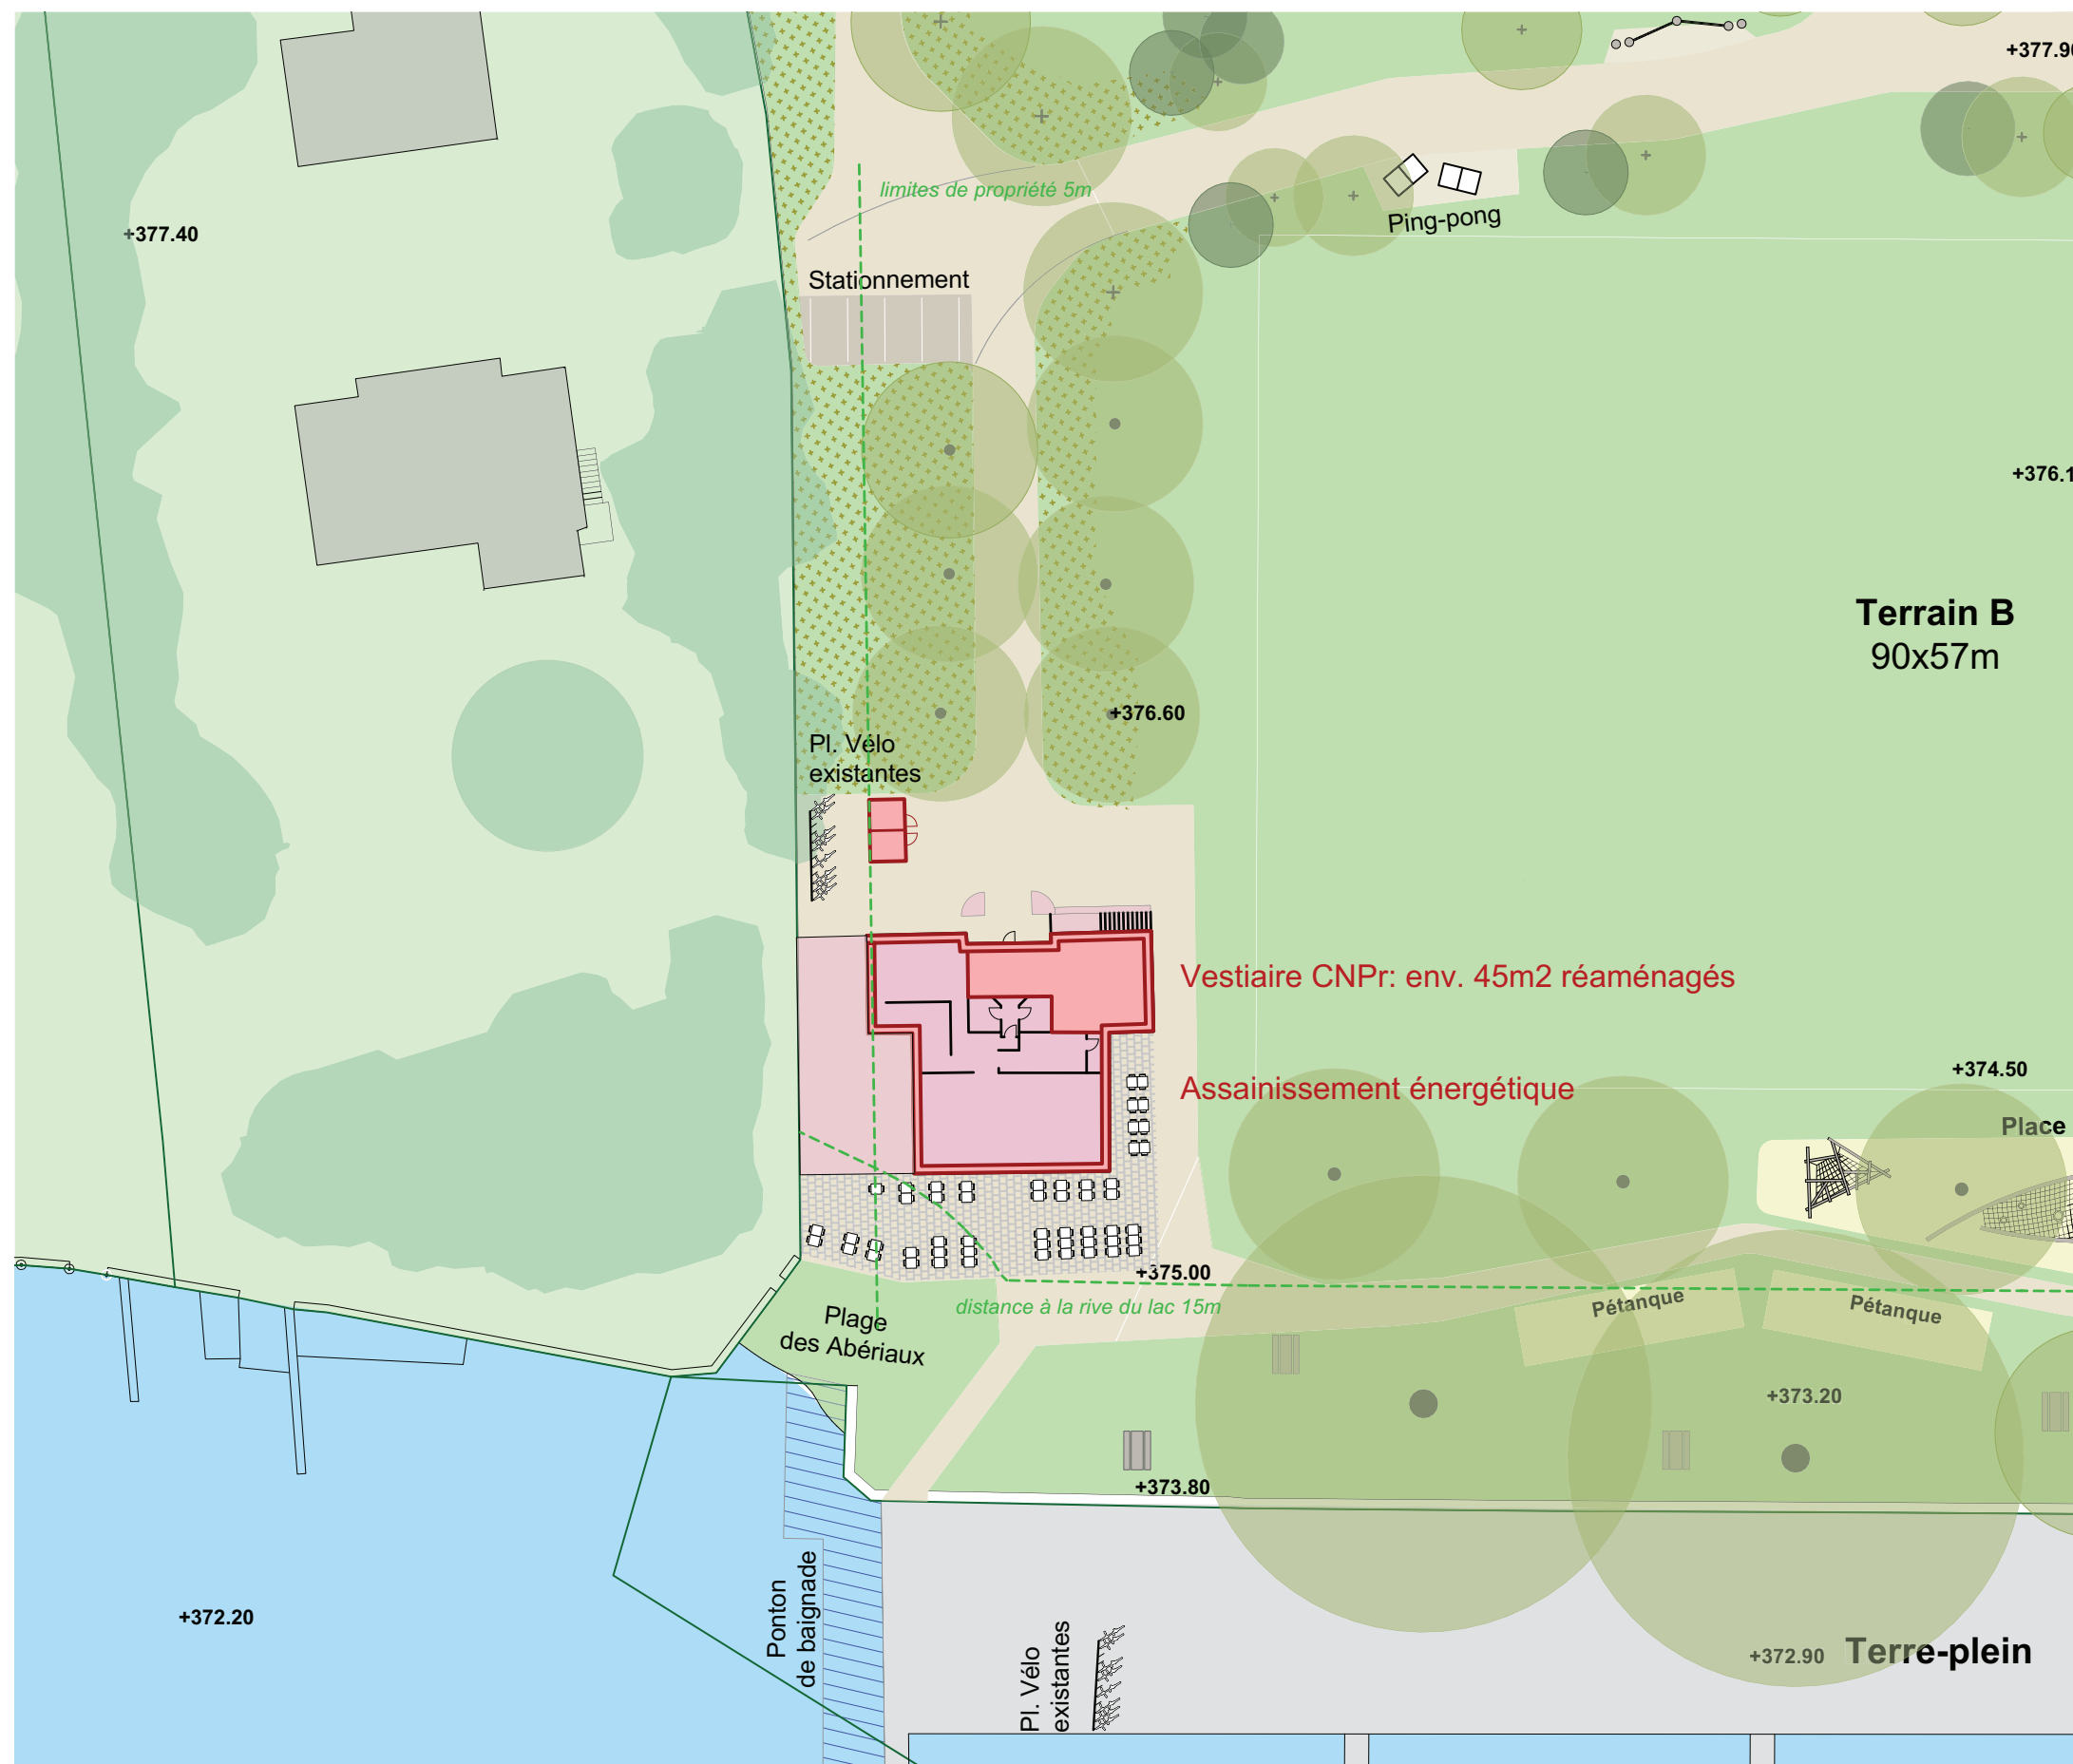 +377.90
limites de propriété 5m
Ping-pong
+377.40
Stationnement
+376.1
Terrain B
90x57m
+376.60
Pl. Vélo
existantes
Vestiaire CNPr: env. 45m2 réaménagés
+374.50
Assainissement énergétique
Place
+375.00
distance à la rive du lac 15m
Pétanque
Pétanque
Plage
des Abériaux
+373.20
+373.80
Ponton
de baignade
+372.20
Pl. Vélo
existantes
+372.90
Terre-plein